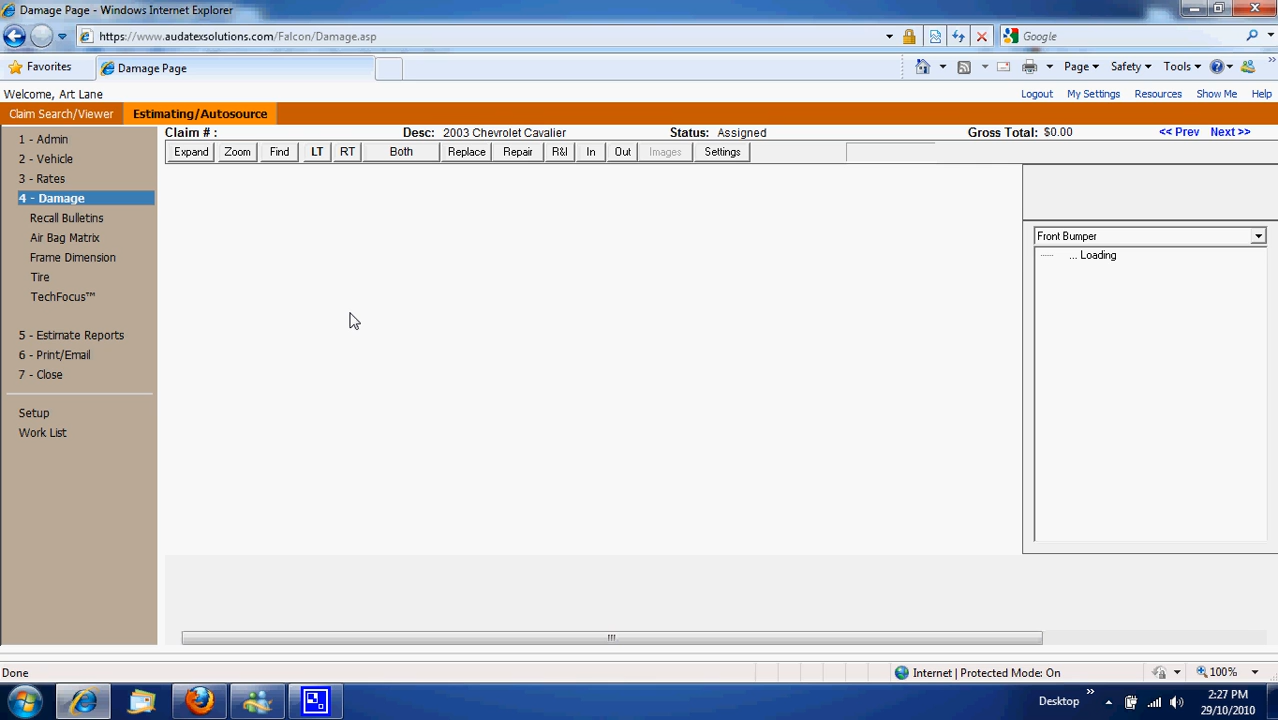 Damage Page - Windows Internet Explorer
https://www.audatexsolutions.com/Falcon/Damage.asp
Google
Favorites
Damage Page
Page
Safety
Tools
Welcome, Art Lane
Logout
My Settings
Resources
Show Me
Help
Claim Search/Viewer
Estimating/Autosource
Claim # :
Desc: 2003 Chevrolet Cavalier
Status: Assigned
Gross Total: $0.00
<< Prev
Next >>
Expand
Zoom
Find
LT
RT
Both
Replace
Repair
R&I
In
Out
Images
Settings
1 - Admin
2 - Vehicle
3 - Rates
4 - Damage
Recall Bulletins
Air Bag Matrix
Frame Dimension
Tire
TechFocus™
5 - Estimate Reports
6 - Print/Email
7 - Close
Setup
Work List
Front Bumper
... Loading
Done
Internet | Protected Mode: On
100%
Desktop
2:27 PM
29/10/2010